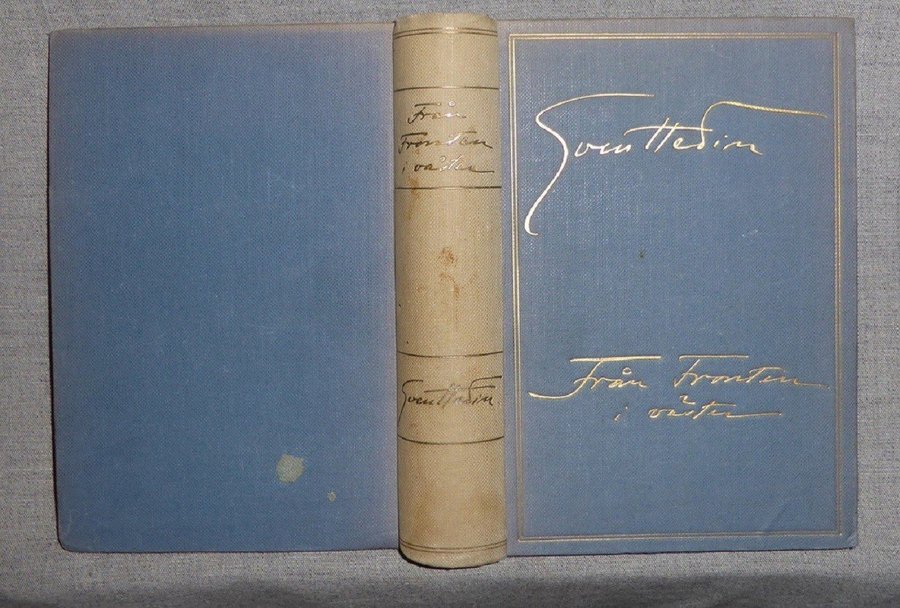 Från
Fronten
i väster
Sven Hedin
Sven Hedin
Från Fronten
i väster